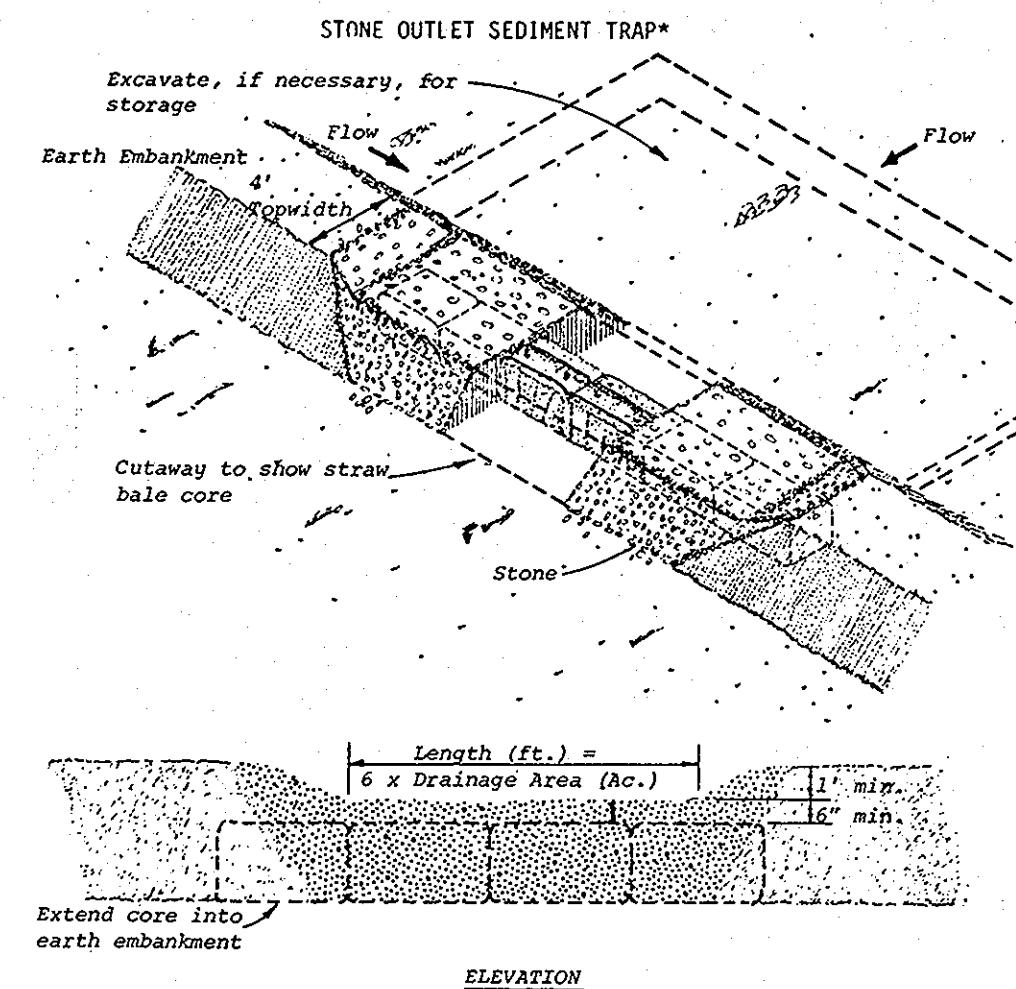 STONE OUTLET SEDIMENT TRAP*
Excavate, if necessary, for
storage
Flow
Flow
Earth Embankment
4'
Topwidth
Cutaway to show straw
bale core
Stone
Length (ft.) =
6 x Drainage Area (Ac.)
1' min.
6" min.
Extend core into
earth embankment
ELEVATION